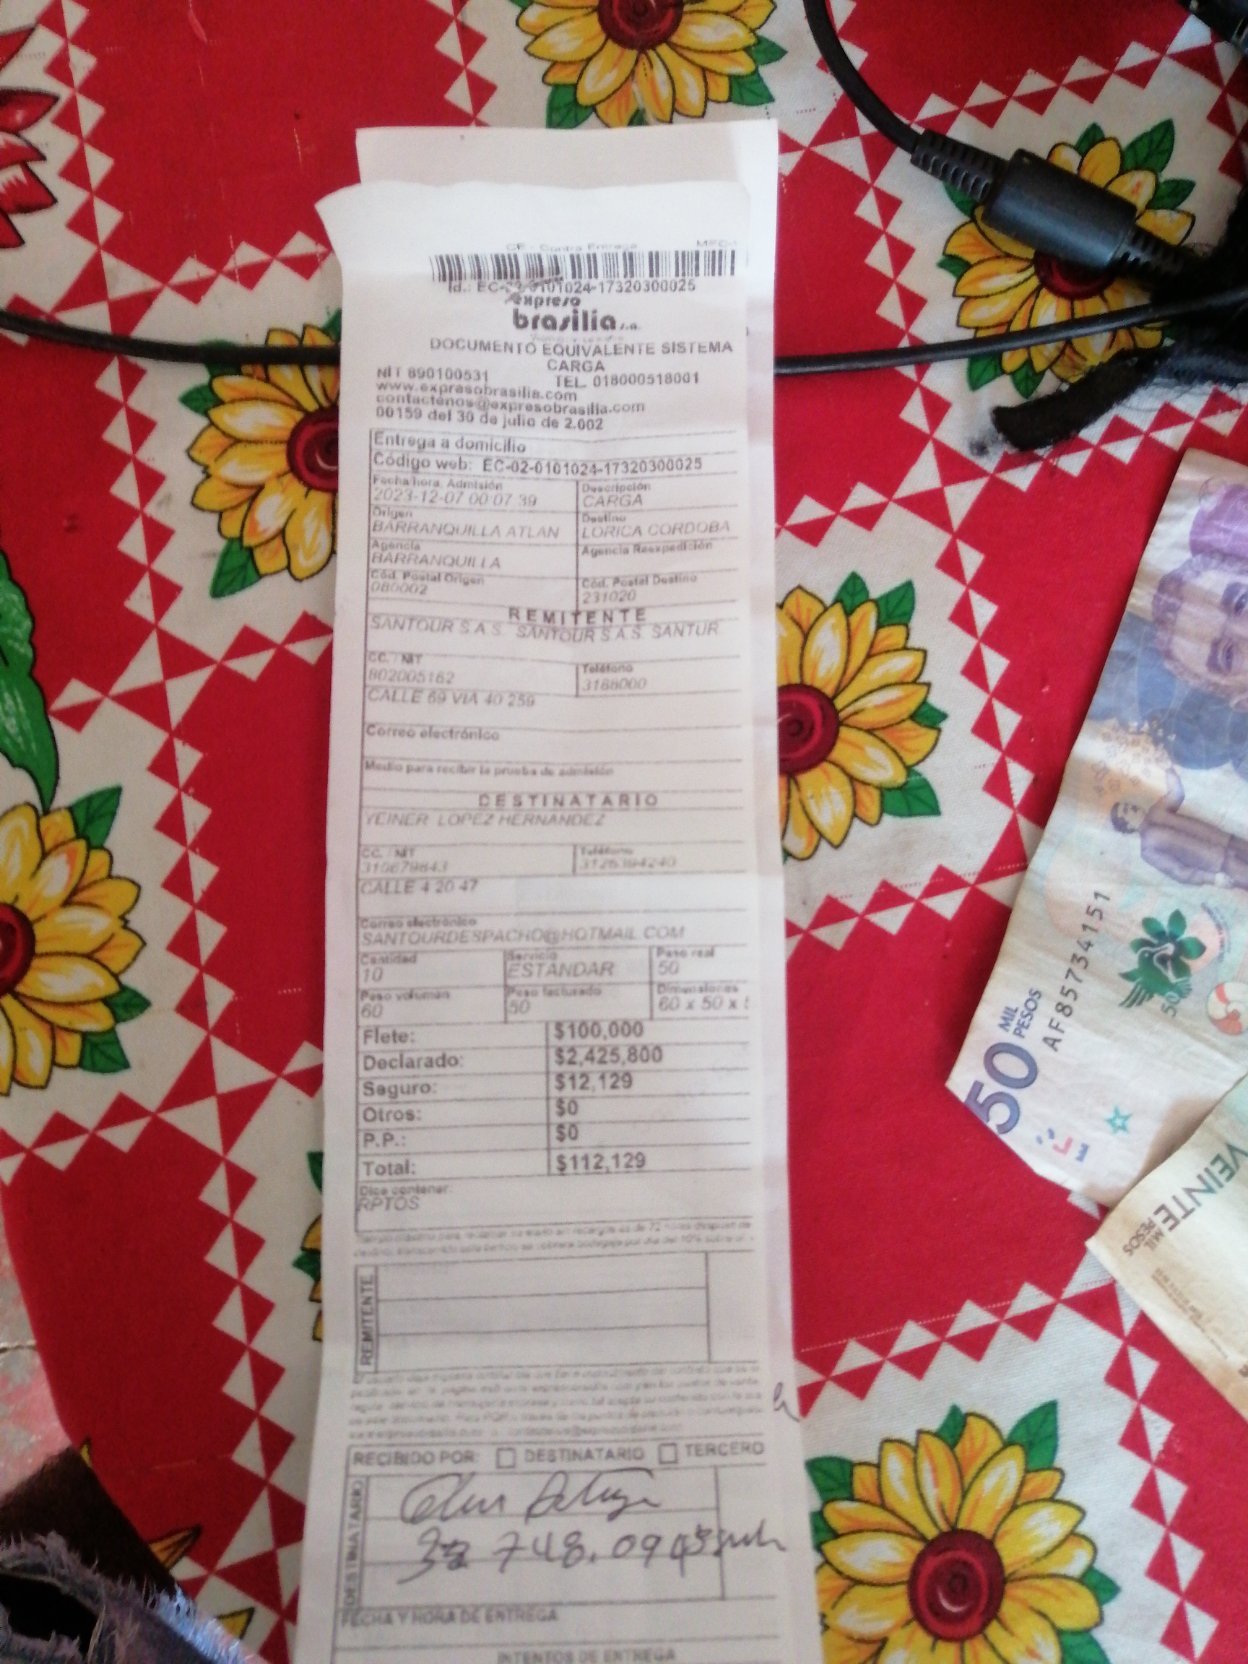 CE - Contra Entrega
Id.: EC-02-0101024-17320300025
expreso
brasilia s.a.
DOCUMENTO EQUIVALENTE SISTEMA
CARGA
NIT 890100531 TEL. 018000518001
www.expresobrasilia.com
contactenos@expresobrasilia.com
00159 del 30 de julio de 2.002
Entrega a domicilio
Código web: EC-02-0101024-17320300025
Fecha/hora. Admisión Descripción
2023-12-07 00:07:39 CARGA
Origen Destino
BARRANQUILLA ATLAN LORICA CORDOBA
Agencia Agencia Reexpedición
BARRANQUILLA
Cód. Postal Origen Cód. Postal Destino
080002 231020
REMITENTE
SANTOUR S.A.S. SANTOUR S.A.S. SANTUR
CC. / NIT Teléfono
802005162 3168000
CALLE 69 VIA 40 259
Correo electrónico
Medio para recibir la prueba de admisión
DESTINATARIO
YEINER LOPEZ HERNANDEZ
CC. / NIT Teléfono
310679843 3126394240
CALLE 4 20 47
Correo electrónico
SANTOURDESPACHO@HOTMAIL.COM
Cantidad Servicio Peso real
10 ESTANDAR 50
Peso volumen Peso facturado Dimensiones
60 50 60 x 50 x
Flete: $100,000
Declarado: $2,425,800
Seguro: $12,129
Otros: $0
P.P.: $0
Total: $112,129
Dice contener:
RPTOS
REMITENTE
RECIBIDO POR: DESTINATARIO TERCERO
DESTINATARIO
748.09
FECHA Y HORA DE ENTREGA
INTENTOS DE ENTREGA
50 MIL
PESOS
AF85734151
VEINTE
MIL
PESOS